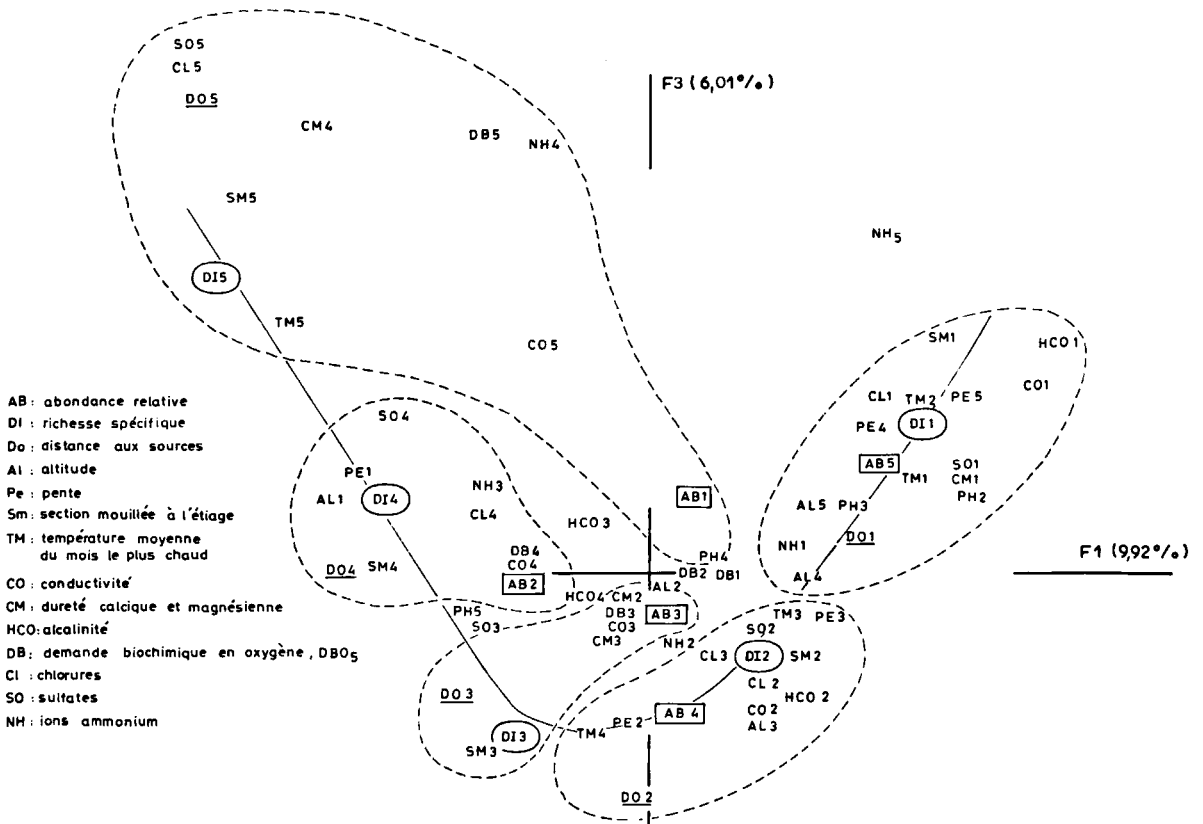 SO5
CL5
F3 (6,01%)
DO5
CM4
DB5
NH4
SM5
NH5
DI5
TM5
SM1
HCO1
CO5
CO1
AB: abondance relative
DI : richesse spécifique
Do : distance aux sources
Al : altitude
Pe : pente
Sm: section mouillée à l'étiage
TM : température moyenne
du mois le plus chaud
CO : conductivité
CM : dureté calcique et magnésienne
HCO: alcalinité
DB: demande biochimique en oxygène, DBO5
Cl : chlorures
SO : sulfates
NH : ions ammonium
SO4
CL1 TM2 PE5
PE4 DI1
PE1
AB5
SO1
NH3
TM1
CM1
AL1 DI4
AB1
PH2
CL4
AL5 PH3
HCO3
DO1
NH1
DB4
PH4
F1 (9,92%)
CO4
DO4 SM4
DB2 DB1
AL4
AB2
AL2
HCO4 CM2
PH5
DB3 AB3
TM3 PE3
SO3
CO3
SO2
CM3
NH2
CL3 DI2 SM2
CL2
DO3
HCO2
CO2
AB4
PE2
AL3
TM4
DI3
SM3
DO2